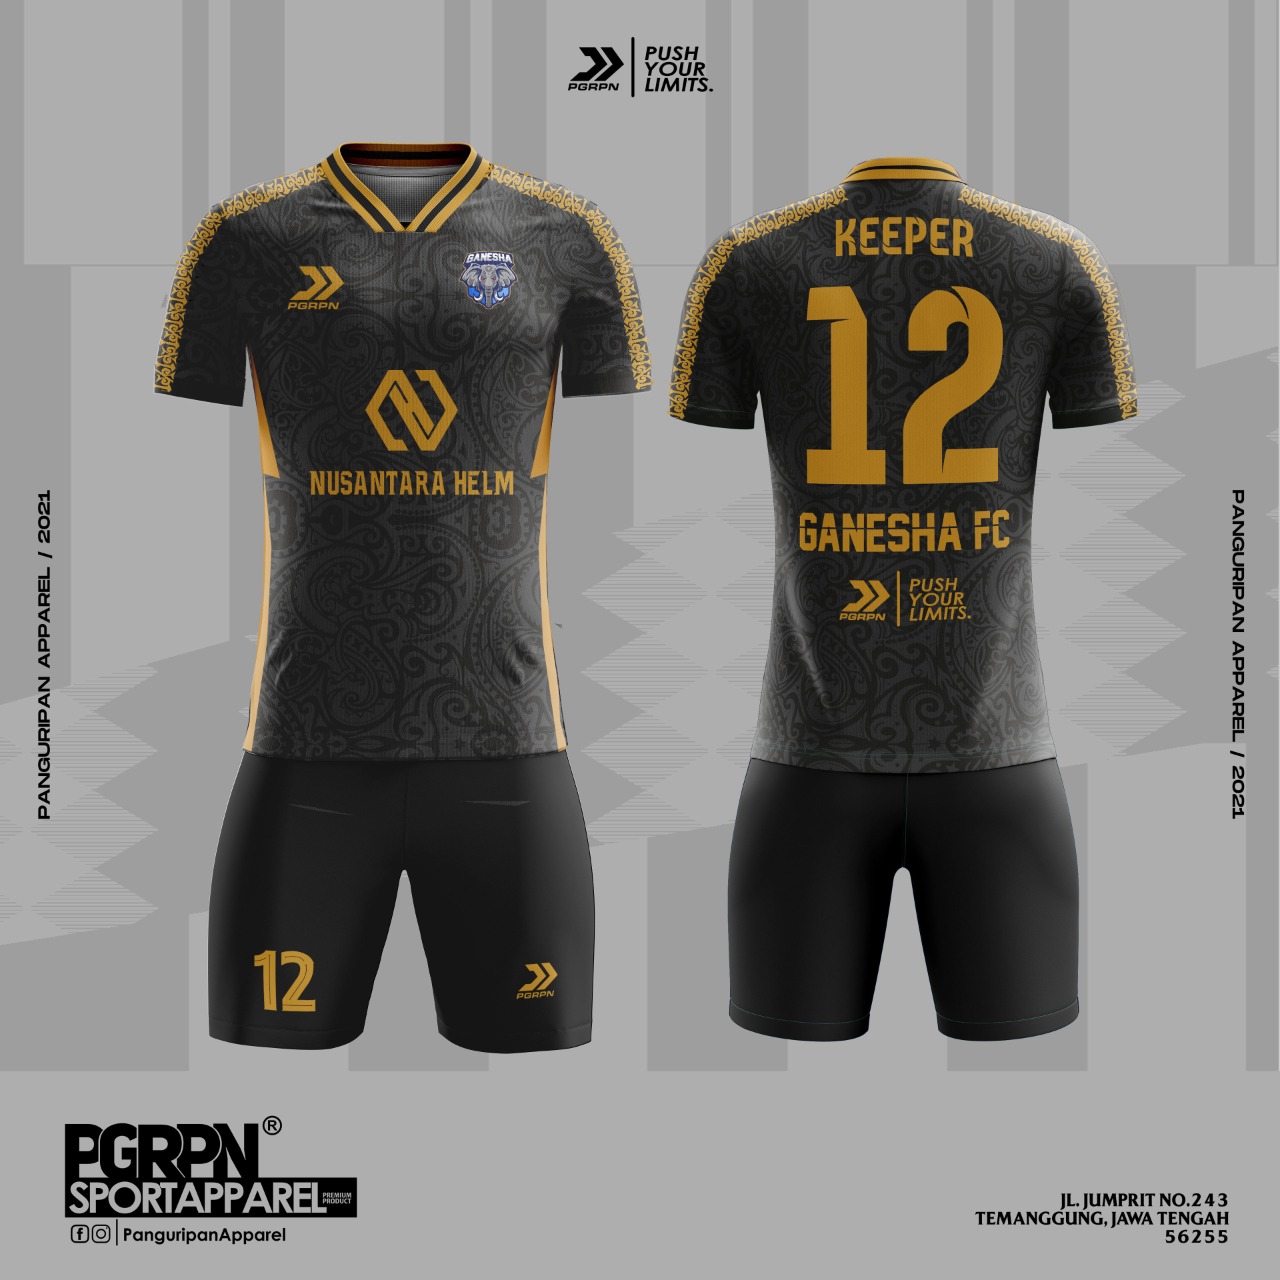 PGRPN
PUSH
YOUR
LIMITS.
GANESHA
PGRPN
NUSANTARA HELM
12
PGRPN
KEEPER
12
GANESHA FC
PGRPN
PUSH
YOUR
LIMITS.
PANGURIPAN APPAREL / 2021
PANGURIPAN APPAREL / 2021
PGRPN®
SPORTAPPAREL
PREMIUM
PRODUCT
PanguripanApparel
JL. JUMPRIT NO.243
TEMANGGUNG, JAWA TENGAH
56255